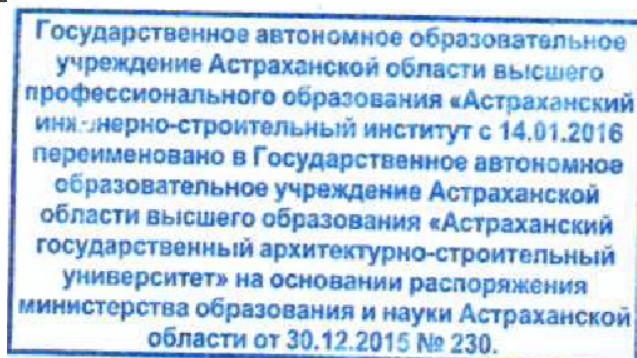 Государственное автономное образовательное
учреждение Астраханской области высшего
профессионального образования «Астраханский
инженерно-строительный институт с 14.01.2016
переименовано в Государственное автономное
образовательное учреждение Астраханской
области высшего образования «Астраханский
государственный архитектурно-строительный
университет» на основании распоряжения
министерства образования и науки Астраханской
области от 30.12.2015 № 230.